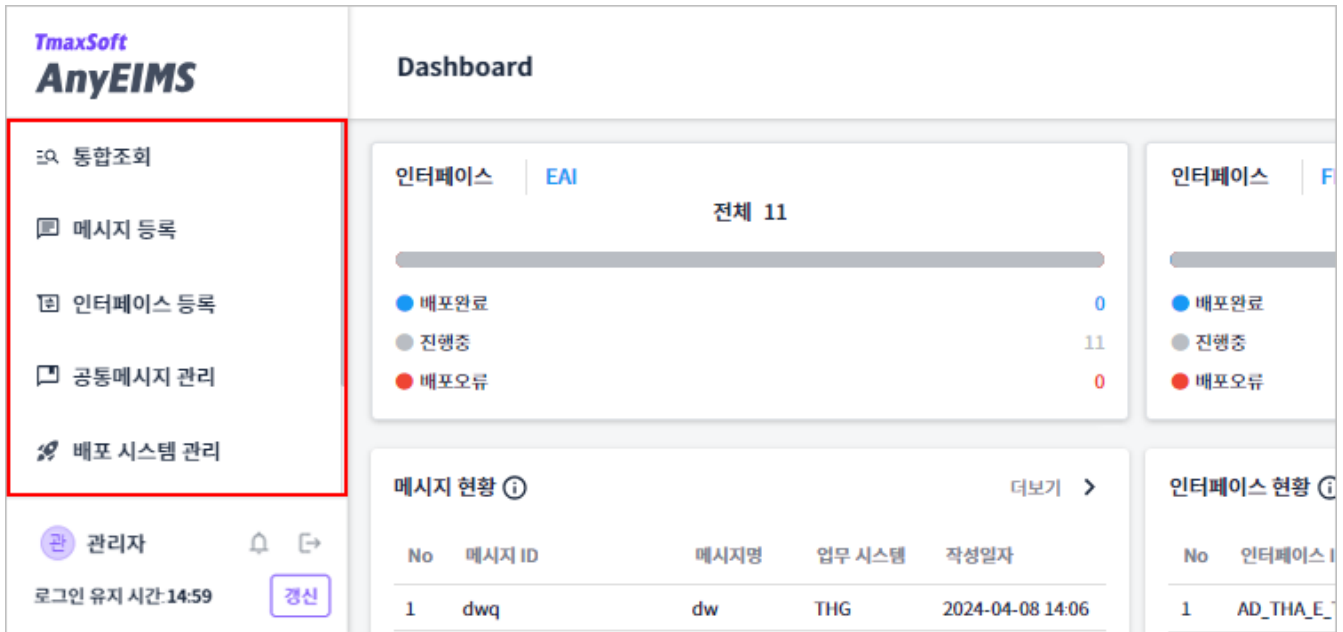 TmaxSoft
AnyEIMS
통합조회
메시지 등록
인터페이스 등록
공통메시지 관리
배포 시스템 관리
관 관리자
로그인 유지 시간:14:59 갱신
Dashboard
인터페이스 EAI
전체 11
배포완료 0
진행중 11
배포오류 0
인터페이스
배포완료
진행중
배포오류
메시지 현황 더보기
No 메시지 ID 메시지명 업무 시스템 작성일자
1 dwq dw THG 2024-04-08 14:06
인터페이스 현황
No 인터페이스
1 AD_THA_E_